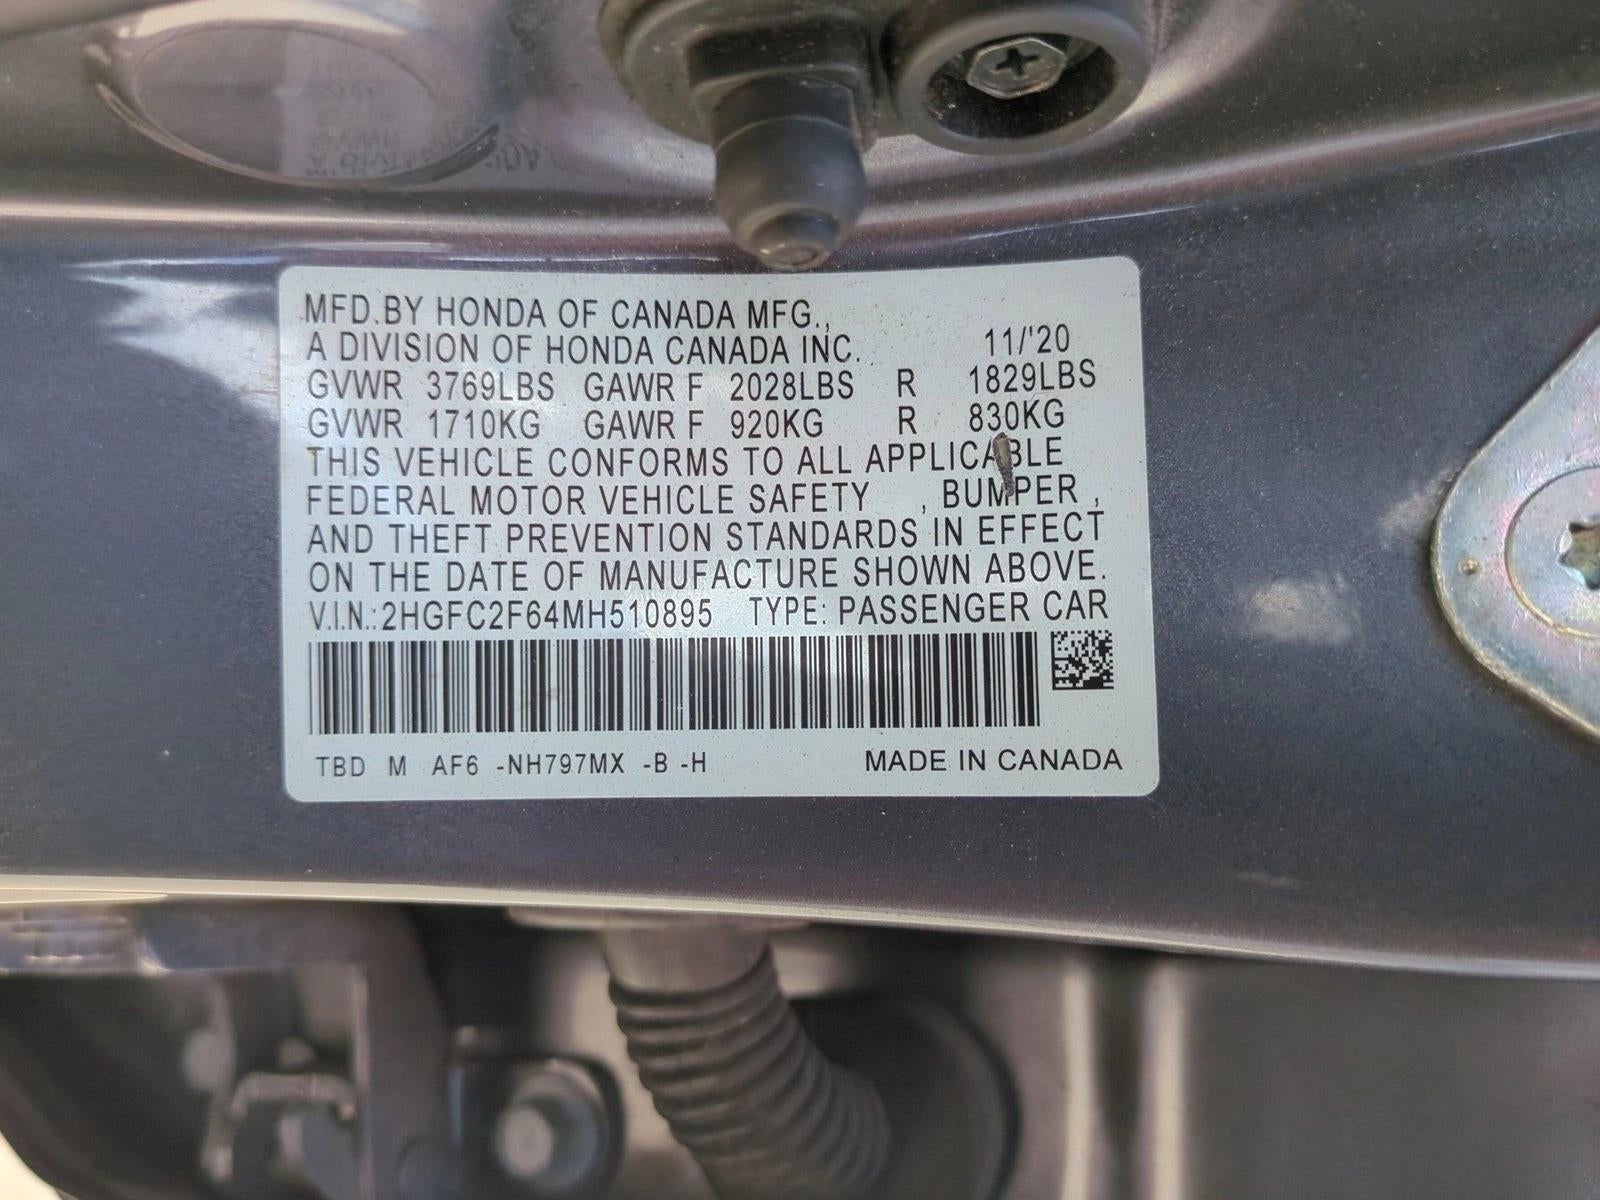 MFD.BY HONDA OF CANADA MFG.,
A DIVISION OF HONDA CANADA INC. 11/'20
GVWR 3769LBS GAWR F 2028LBS R 1829LBS
GVWR 1710KG GAWR F 920KG R 830KG
THIS VEHICLE CONFORMS TO ALL APPLICABLE
FEDERAL MOTOR VEHICLE SAFETY , BUMPER ,
AND THEFT PREVENTION STANDARDS IN EFFECT
ON THE DATE OF MANUFACTURE SHOWN ABOVE.
V.I.N.:2HGFC2F64MH510895 TYPE: PASSENGER CAR
TBD M AF6 -NH797MX -B -H MADE IN CANADA